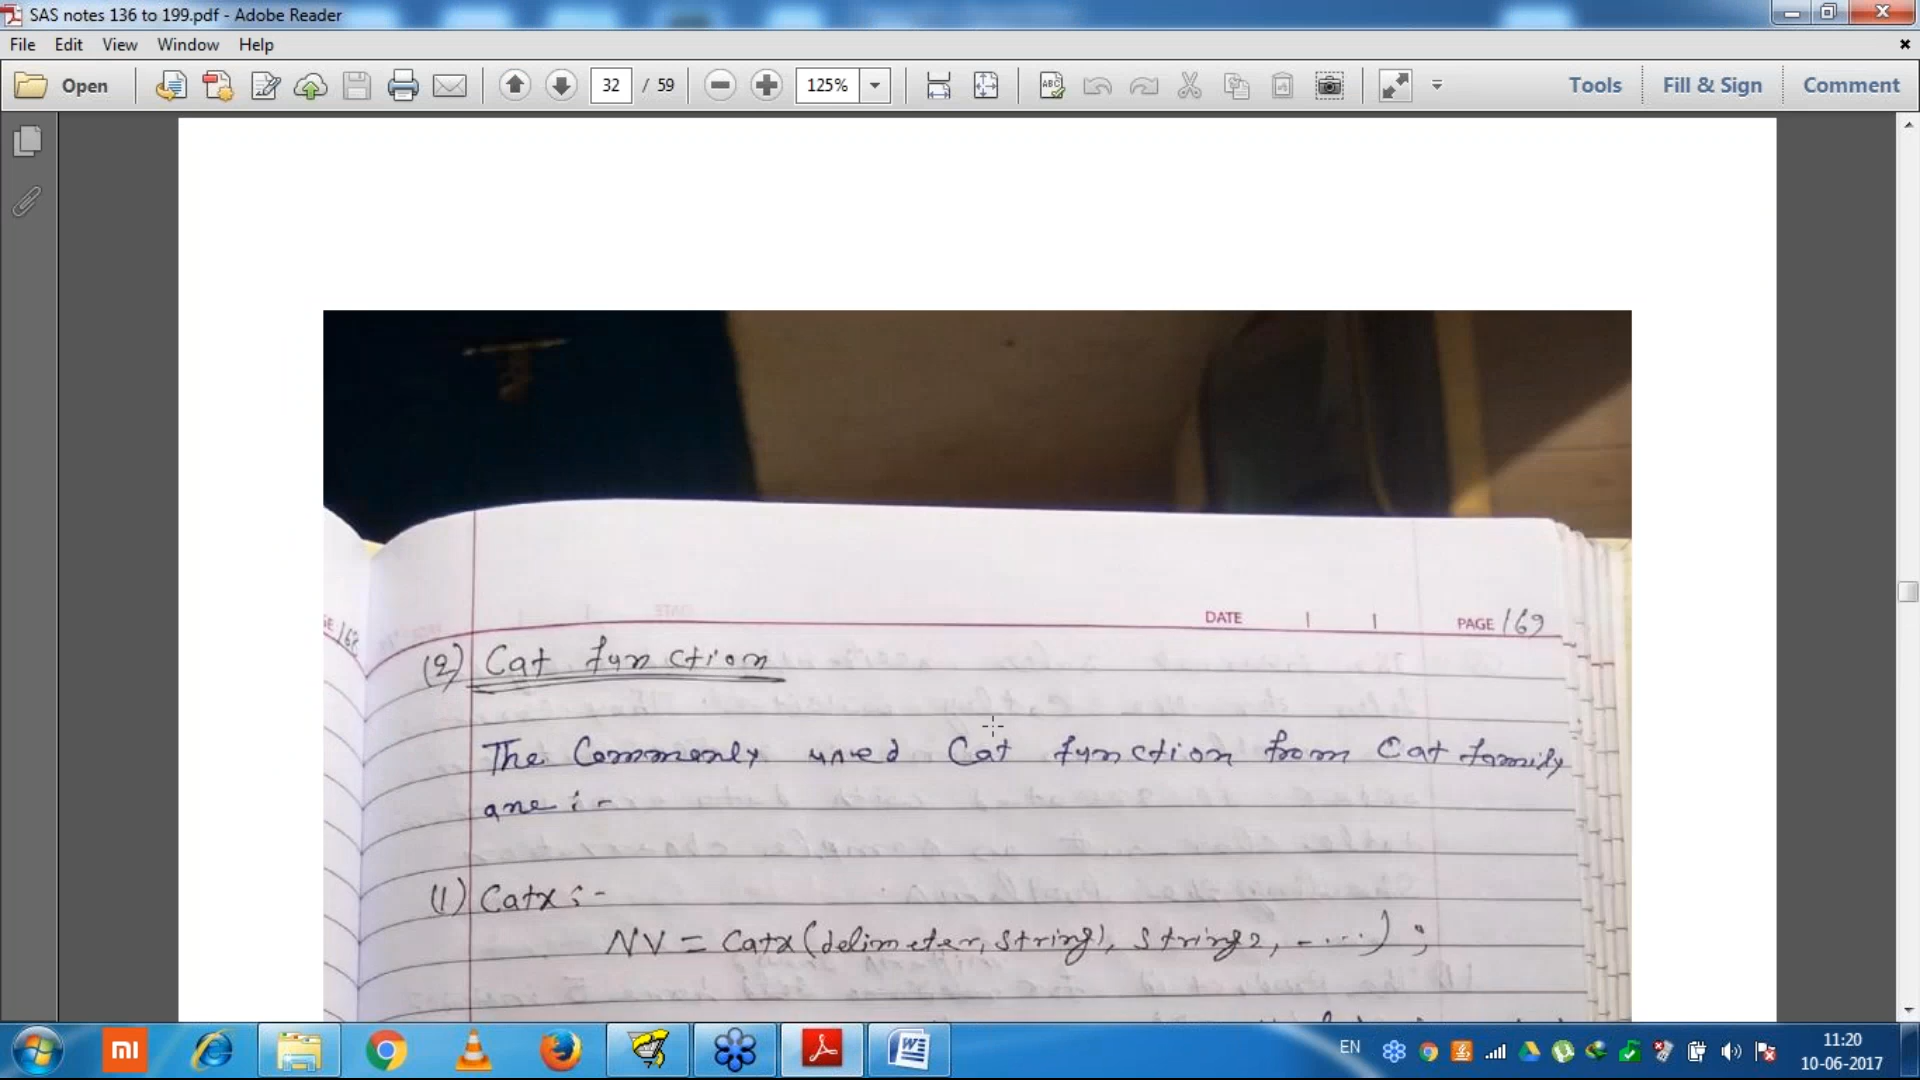 SAS notes 136 to 199.pdf - Adobe Reader
File Edit View Window Help
Open 32 / 59 125% Tools Fill & Sign Comment
DATE PAGE 169
168
(2) Cat function
The Commonly used Cat function from Cat family
are :-
(1) Catx :-
NV = Catx(delimeter, string1, string2, -....) ;
EN 11:20
10-06-2017